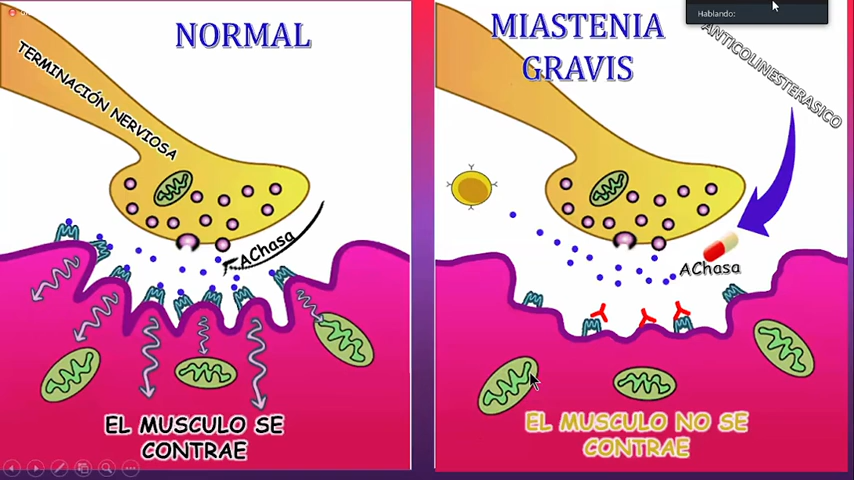 NORMAL
TERMINACIÓN NERVIOSA
AChasa
EL MUSCULO SE
CONTRAE
MIASTENIA
GRAVIS
Hablando:
ANTICOLINESTERASICO
AChasa
EL MUSCULO NO SE
CONTRAE